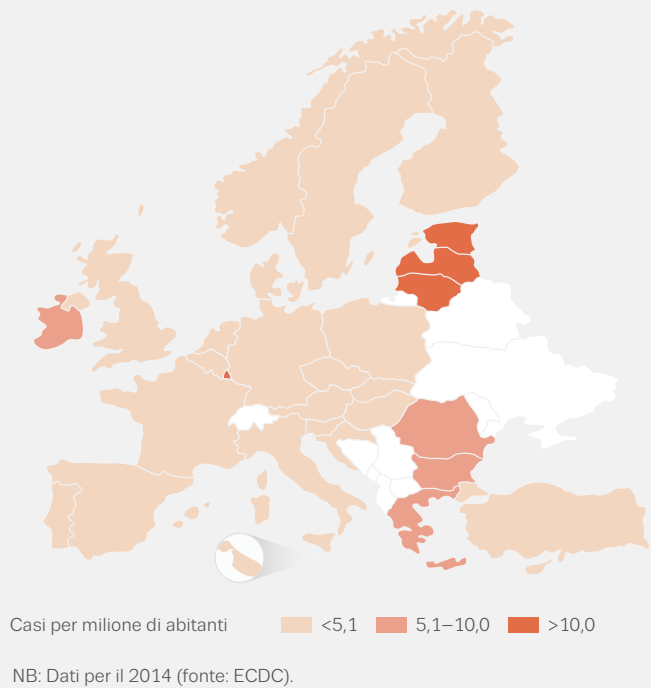 Casi per milione di abitanti <5,1 5,1–10,0 >10,0
NB: Dati per il 2014 (fonte: ECDC).